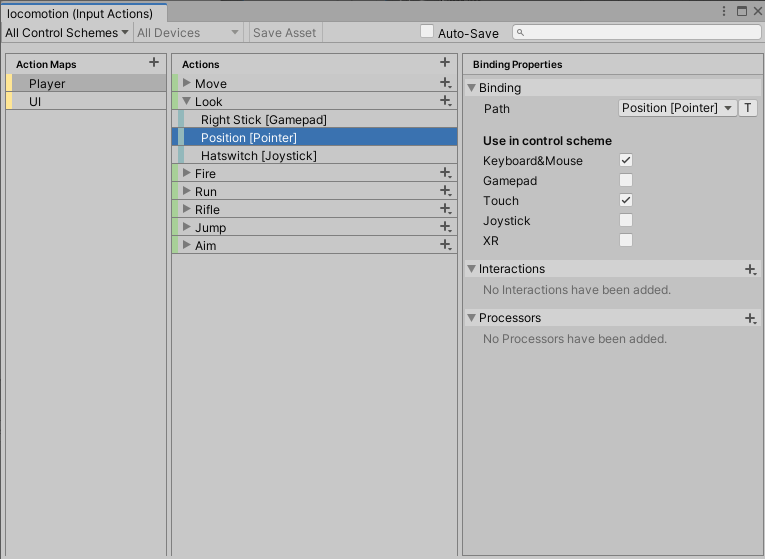 locomotion (Input Actions)
All Control Schemes All Devices Save Asset Auto-Save
Action Maps
Player
UI
Actions
Move
Look
Right Stick [Gamepad]
Position [Pointer]
Hatswitch [Joystick]
Fire
Run
Rifle
Jump
Aim
Binding Properties
Binding
Path Position [Pointer] T
Use in control scheme
Keyboard&Mouse
Gamepad
Touch
Joystick
XR
Interactions
No Interactions have been added.
Processors
No Processors have been added.